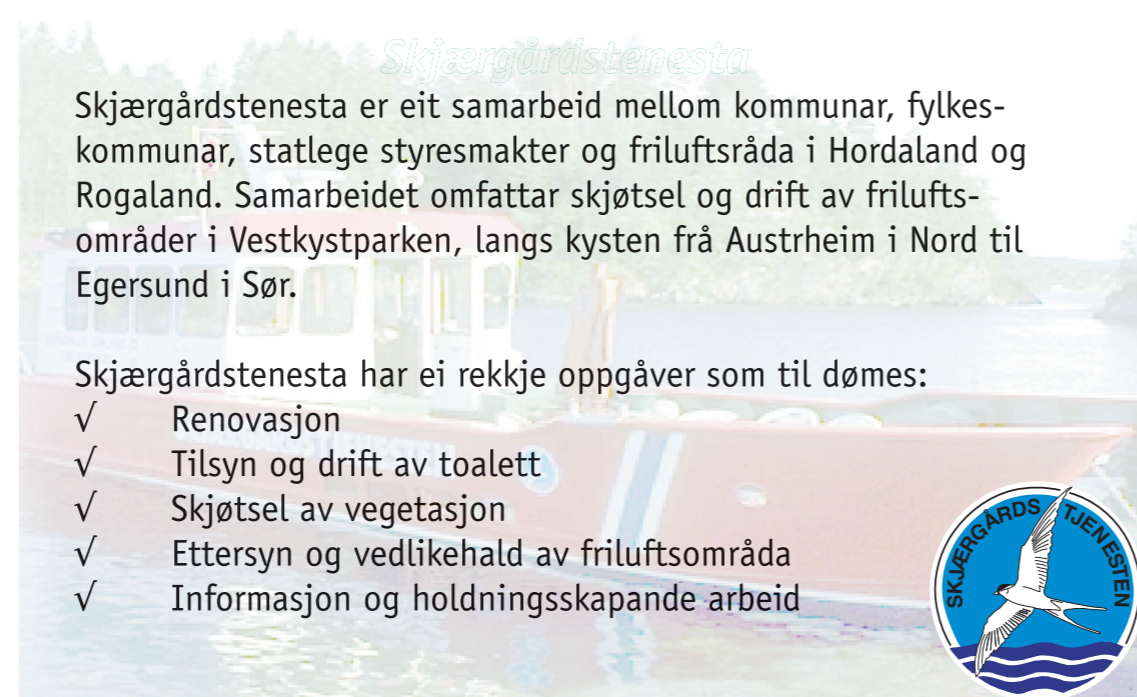 Skjærgårdstenesta
Skjærgårdstenesta er eit samarbeid mellom kommunar, fylkes-
kommunar, statlege styresmakter og friluftsråda i Hordaland og
Rogaland. Samarbeidet omfattar skjøtsel og drift av frilufts-
områder i Vestkystparken, langs kysten frå Austrheim i Nord til
Egersund i Sør.
Skjærgårdstenesta har ei rekkje oppgåver som til dømes:
√ Renovasjon
√ Tilsyn og drift av toalett
√ Skjøtsel av vegetasjon
√ Ettersyn og vedlikehald av friluftsområda
√ Informasjon og holdningsskapande arbeid
SKJÆRGÅRDS TJENESTEN